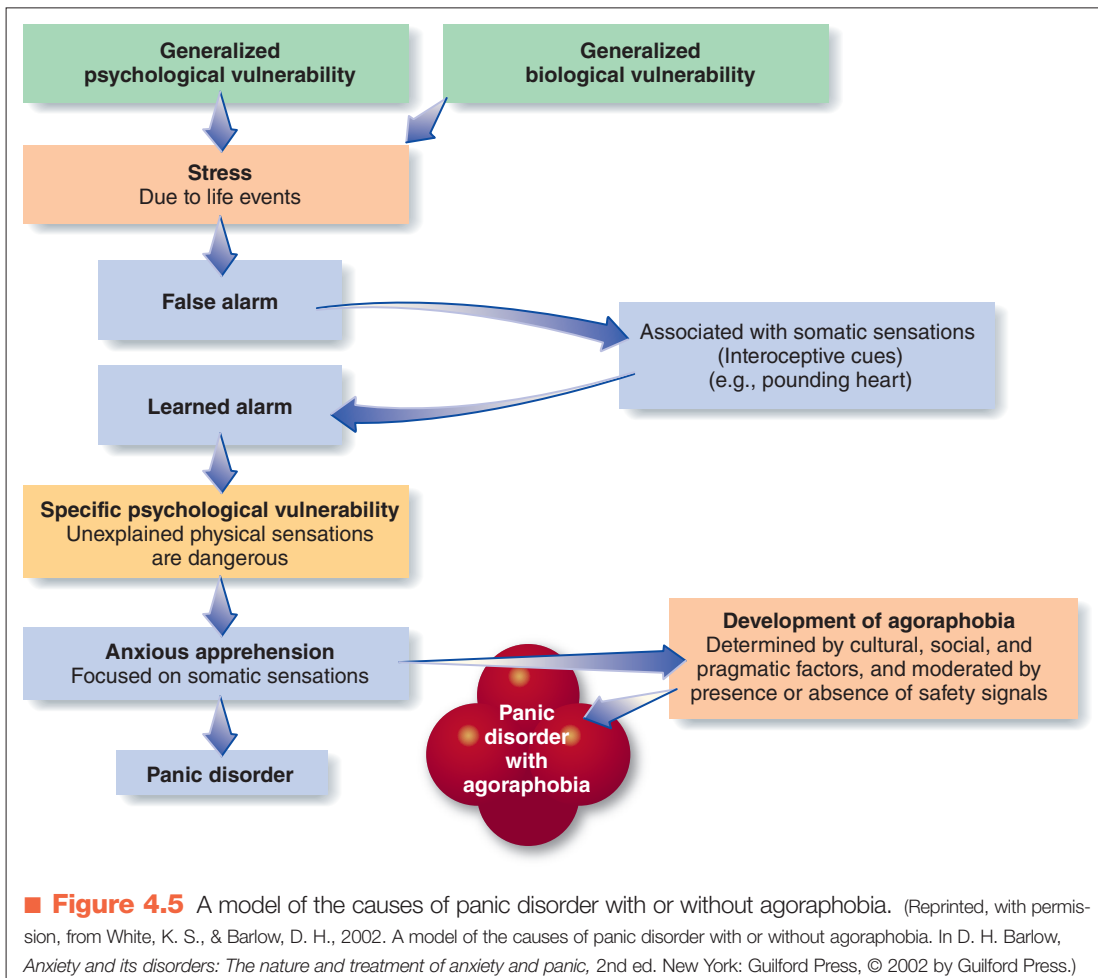 Generalized
psychological vulnerability
Generalized
biological vulnerability
Stress
Due to life events
False alarm
Associated with somatic sensations
(Interoceptive cues)
(e.g., pounding heart)
Learned alarm
Specific psychological vulnerability
Unexplained physical sensations
are dangerous
Anxious apprehension
Focused on somatic sensations
Development of agoraphobia
Determined by cultural, social, and
pragmatic factors, and moderated by
presence or absence of safety signals
Panic
disorder
with
agoraphobia
Panic disorder
■ Figure 4.5 A model of the causes of panic disorder with or without agoraphobia. (Reprinted, with permis-
sion, from White, K. S., & Barlow, D. H., 2002. A model of the causes of panic disorder with or without agoraphobia. In D. H. Barlow,
Anxiety and its disorders: The nature and treatment of anxiety and panic, 2nd ed. New York: Guilford Press, © 2002 by Guilford Press.)